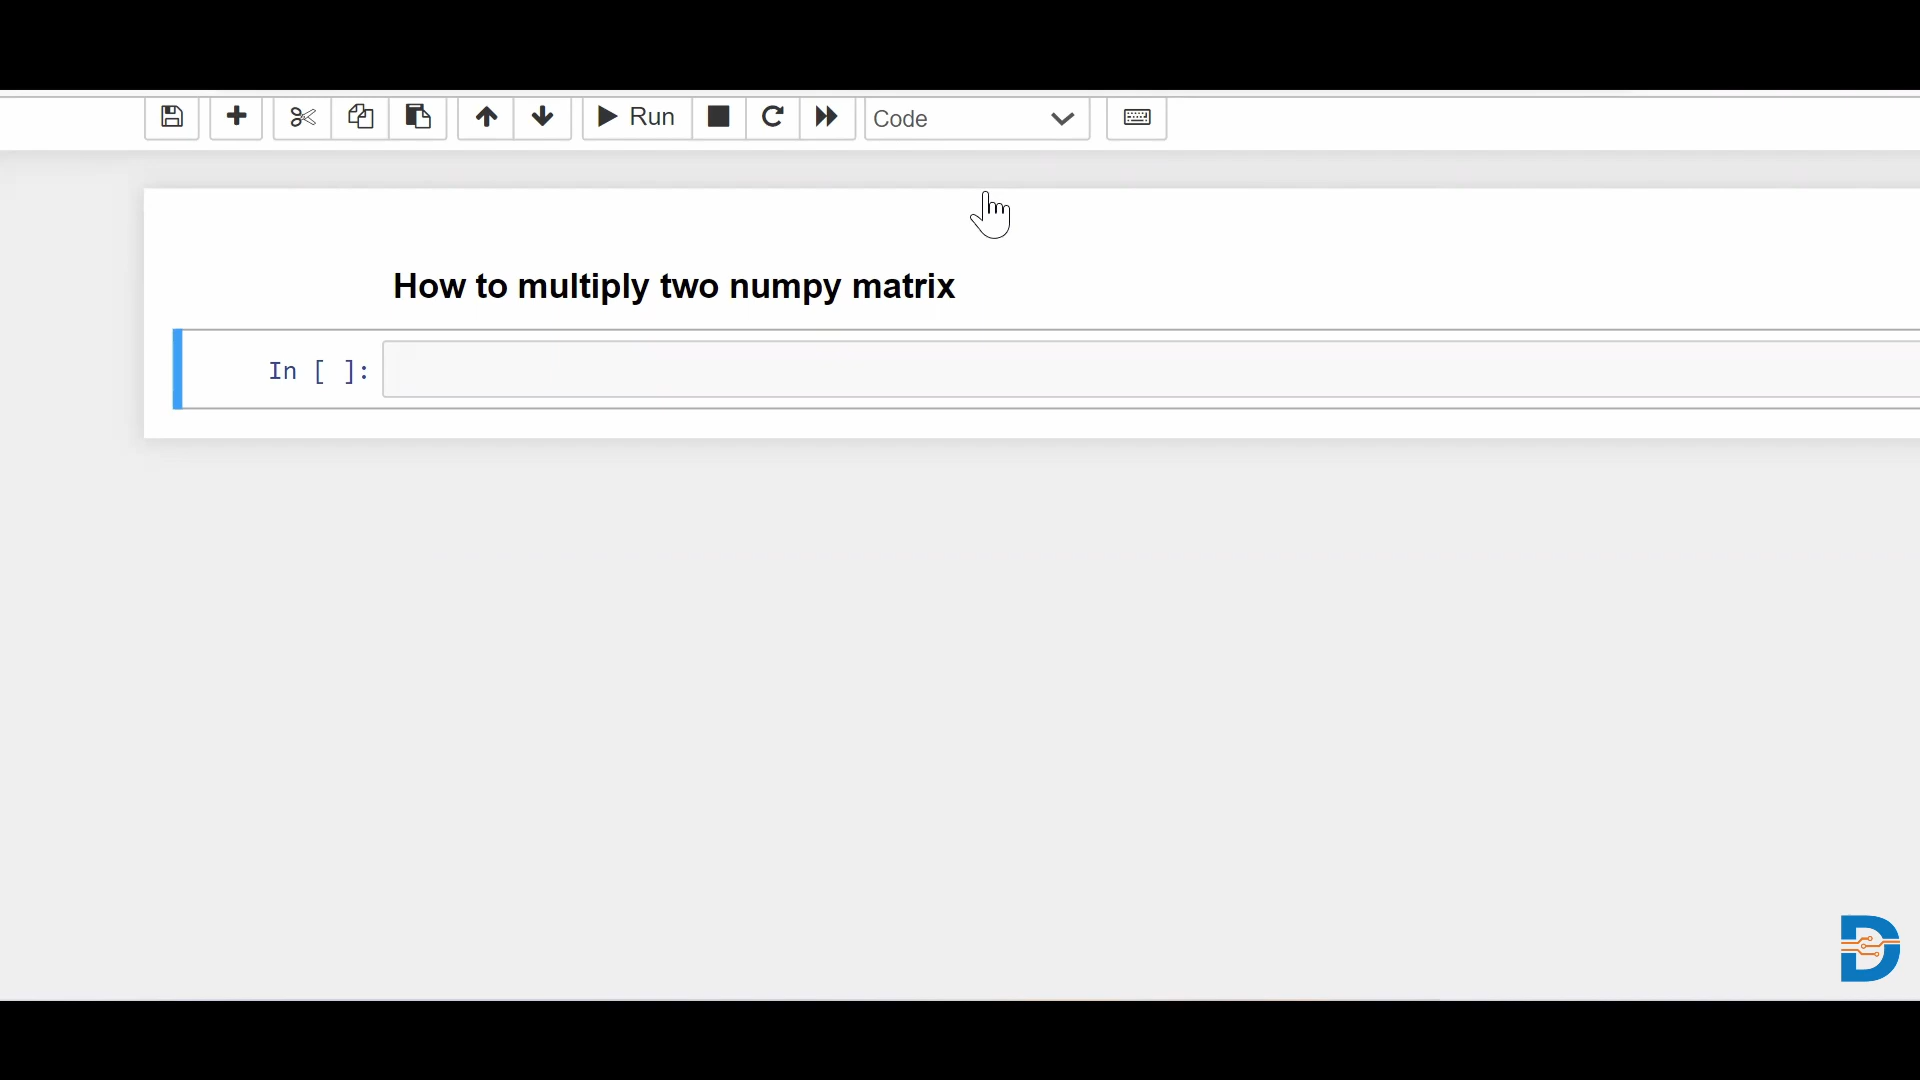 Run
Code
How to multiply two numpy matrix
In [ ]:
D